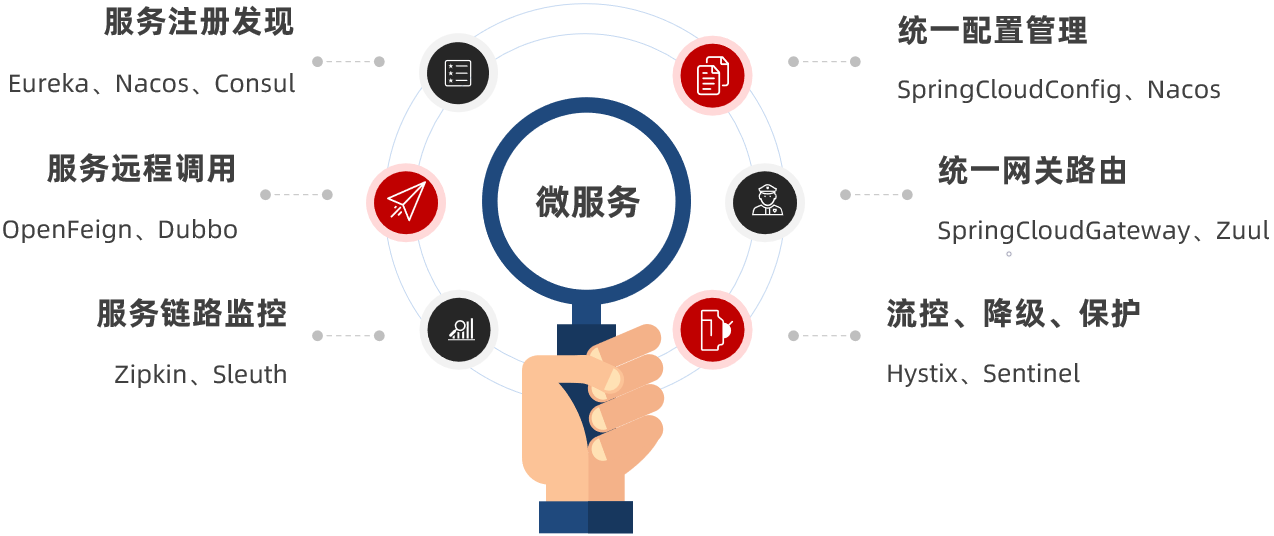 服务注册发现
Eureka、Nacos、Consul
服务远程调用
OpenFeign、Dubbo
服务链路监控
Zipkin、Sleuth
微服务
统一配置管理
SpringCloudConfig、Nacos
统一网关路由
SpringCloudGateway、Zuul
流控、降级、保护
Hystix、Sentinel